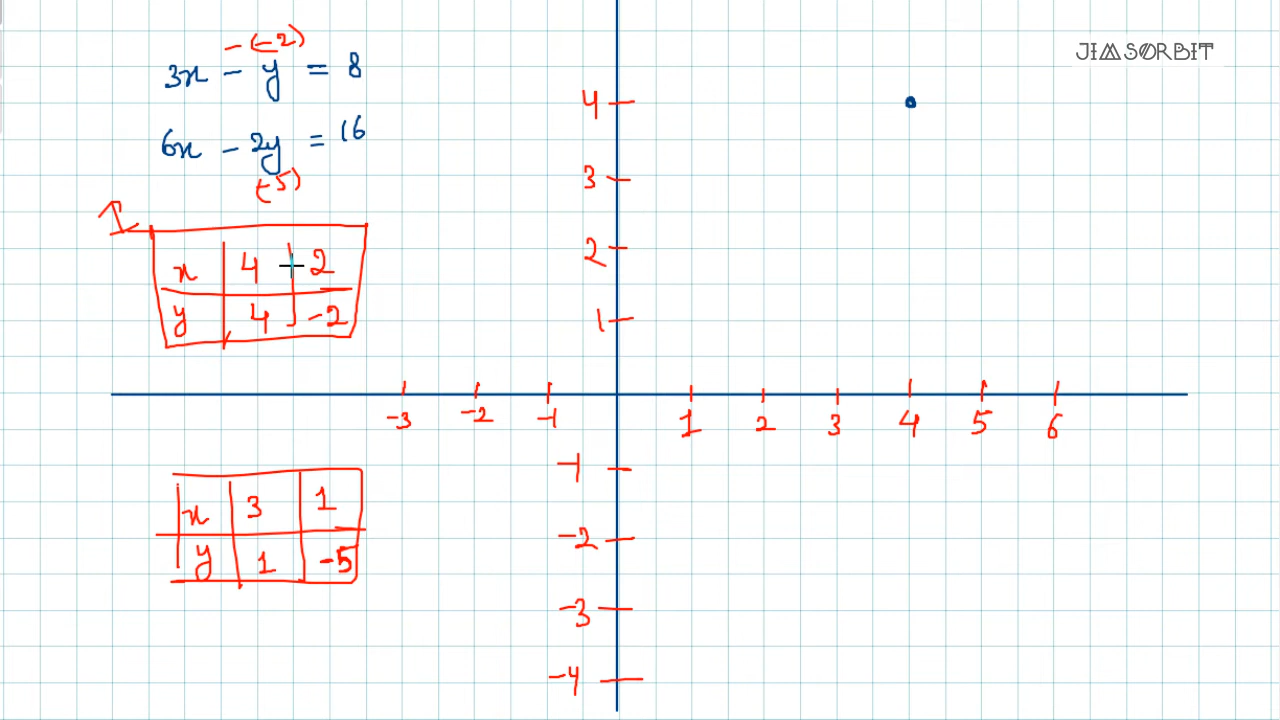 JIMSORBIT
- (-2)
3x - y = 8
6x - 2y = 16
(-5)
x 4 2
y 4 -2
x 3 1
y 1 -5
4
3
2
1
-3 -2 -1 1 2 3 4 5 6
-1
-2
-3
-4